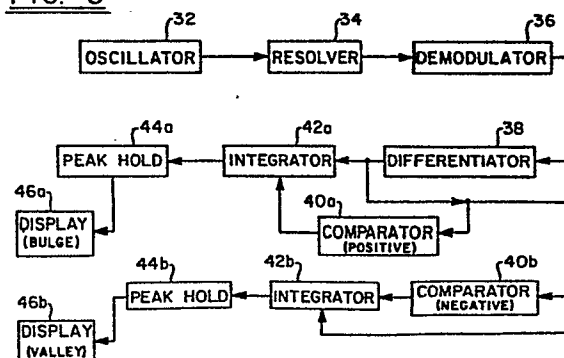 32 34 36
OSCILLATOR RESOLVER DEMODULATOR
44a 42a 38
PEAK HOLD INTEGRATOR DIFFERENTIATOR
46a 40a
DISPLAY (BULGE) COMPARATOR (POSITIVE)
44b 42b 40b
46b PEAK HOLD INTEGRATOR COMPARATOR (NEGATIVE)
DISPLAY (VALLEY)